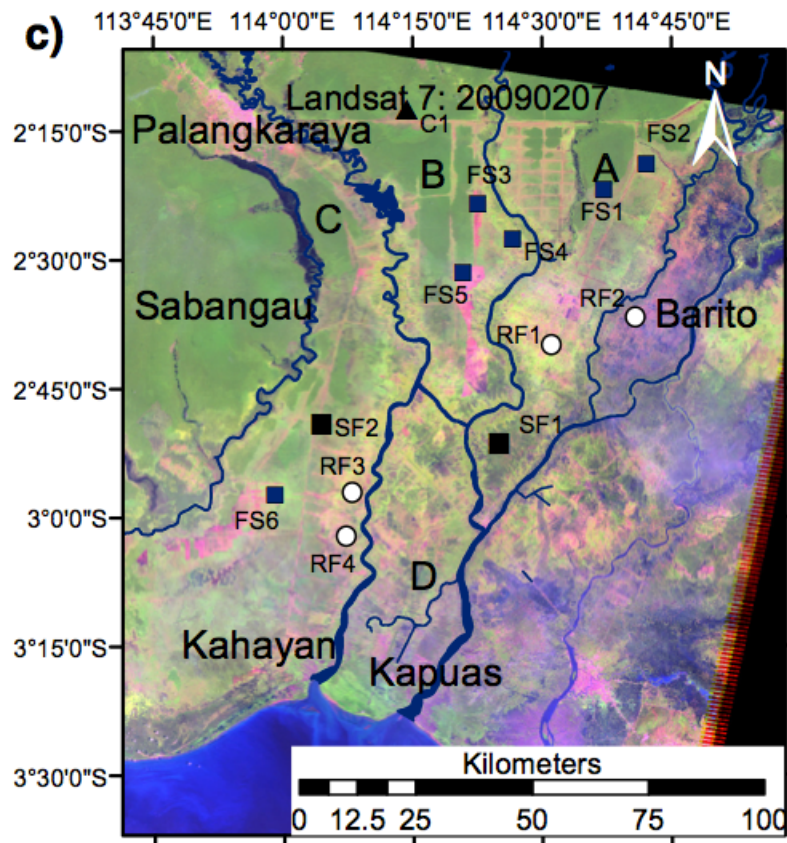 c)
113°45'0"E 114°0'0"E 114°15'0"E 114°30'0"E 114°45'0"E
N
Landsat 7: 20090207
2°15'0"S
Palangkaraya
C1
FS2
B
A
FS3
FS1
C
FS4
2°30'0"S
FS5
RF2
Sabangau
Barito
RF1
2°45'0"S
SF2
SF1
RF3
FS6
3°0'0"S
RF4
D
3°15'0"S
Kahayan
Kapuas
3°30'0"S
Kilometers
0 12.5 25 50 75 100